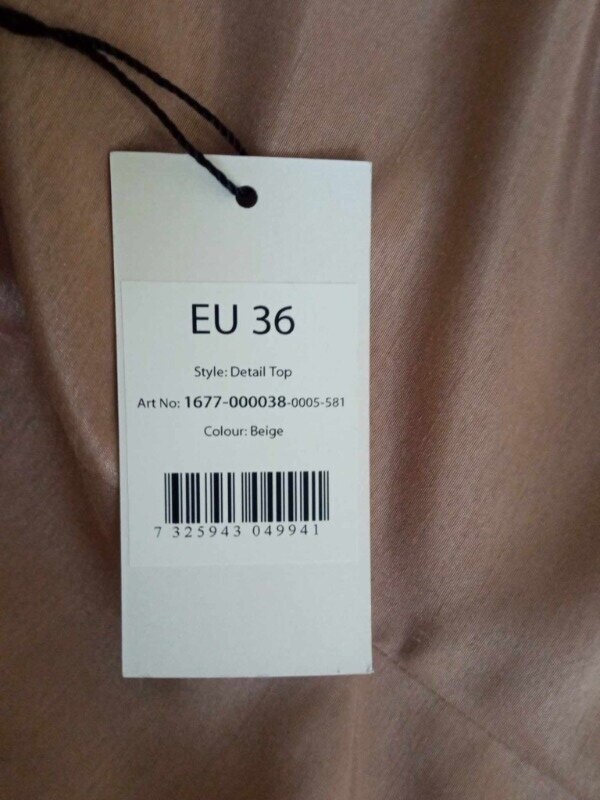 EU 36
Style: Detail Top
Art No: 1677-000038-0005-581
Colour: Beige
7 325943 049941